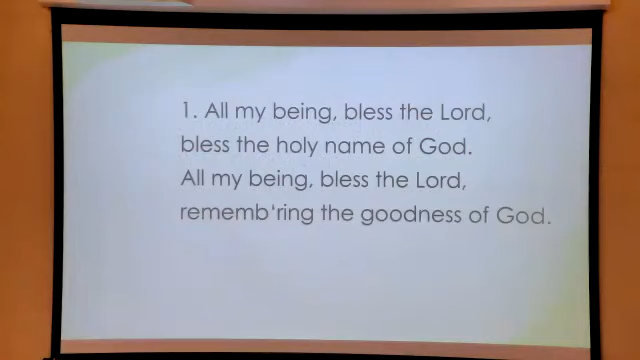 1. All my being, bless the Lord,
bless the holy name of God.
All my being, bless the Lord,
rememb'ring the goodness of God.